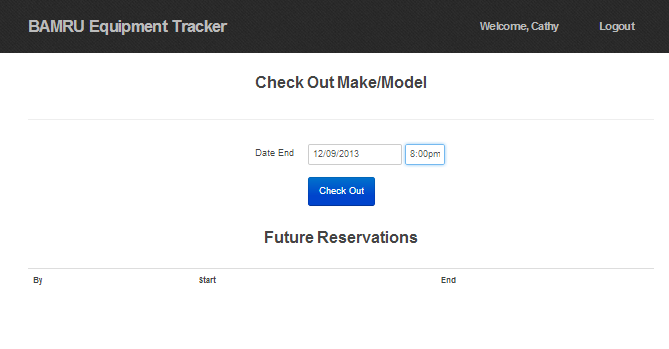 BAMRU Equipment Tracker Welcome, Cathy Logout
Check Out Make/Model
Date End 12/09/2013 8:00pm
Check Out
Future Reservations
By Start End